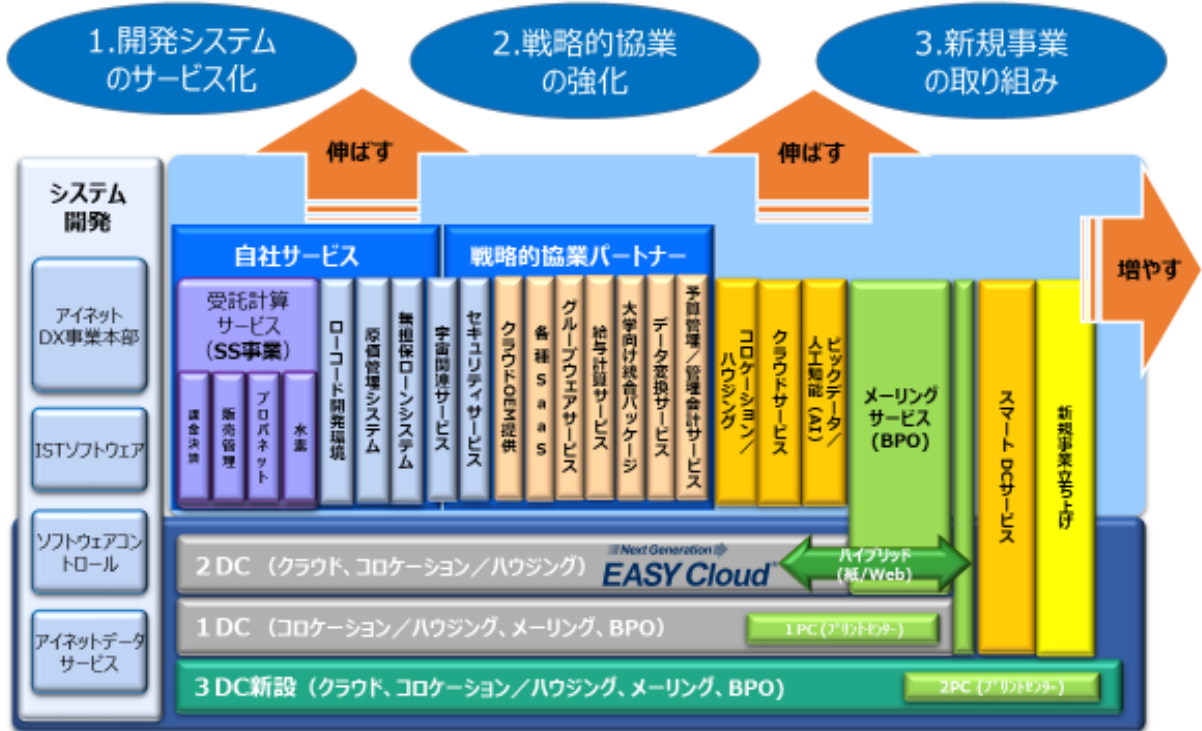 1.開発システム
のサービス化
2.戦略的協業
の強化
3.新規事業
の取り組み
伸ばす
伸ばす
増やす
システム
開発
アイネット
DX事業本部
ISTソフトウェア
ソフトウェアコン
トロール
アイネットデータ
サービス
自社サービス
戦略的協業パートナー
受託計算
サービス
(SS事業)
課金決済
販売管理
プロパネット
水素
ローコード開発環境
原価管理システム
無担保ローンシステム
宇宙関連サービス
セキュリティサービス
クラウドOEM提供
各種SaaS
グループウェアサービス
給与計算サービス
大学向け統合パッケージ
データ変換サービス
予算管理/管理会計サービス
コロケーション/
ハウジング
クラウドサービス
ビックデータ/
人工知能(AI)
メーリング
サービス
(BPO)
スマートDCサービス
新規事業立ち上げ
2DC (クラウド、コロケーション/ハウジング)
Next Generation
EASY Cloud
ハイブリッド
(紙/Web)
1DC (コロケーション/ハウジング、メーリング、BPO)
1PC(プリントセンター)
3DC新設(クラウド、コロケーション/ハウジング、メーリング、BPO)
2PC(プリントセンター)